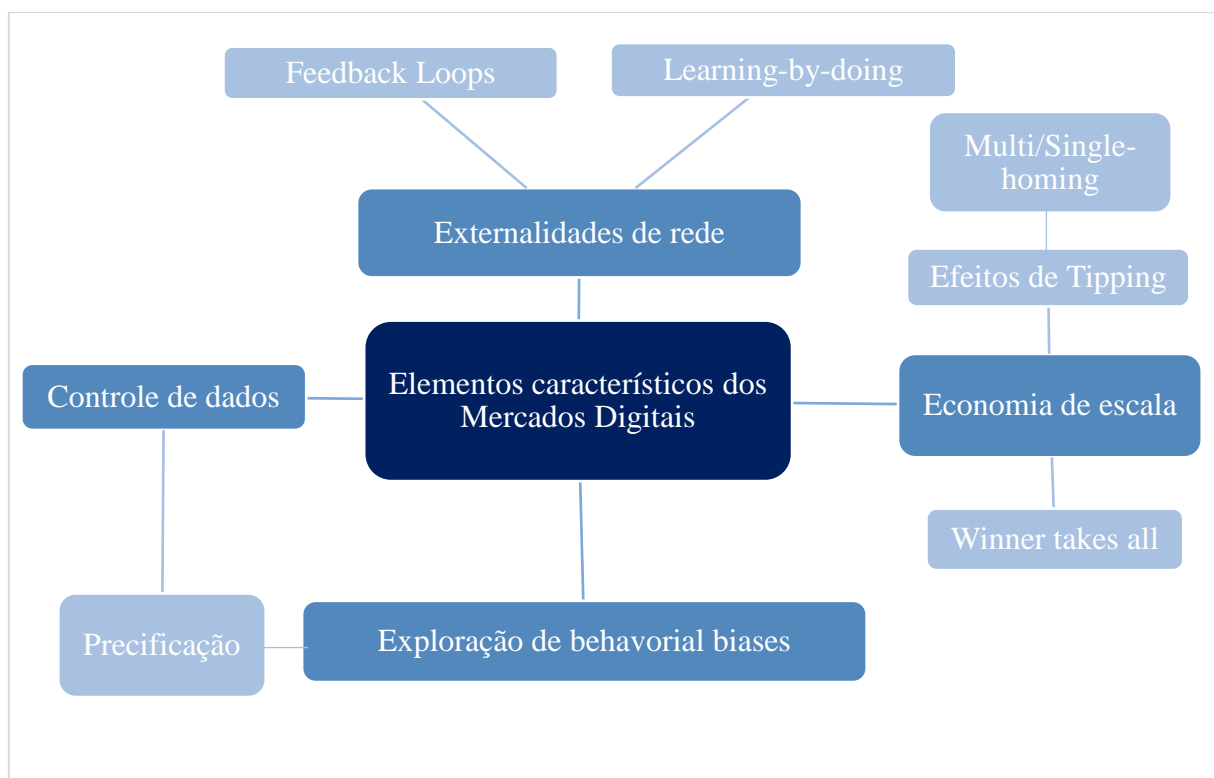 Feedback Loops
Learning-by-doing
Multi/Single-
homing
Externalidades de rede
Efeitos de Tipping
Controle de dados
Elementos característicos dos
Mercados Digitais
Economia de escala
Winner takes all
Precificação
Exploração de behavorial biases